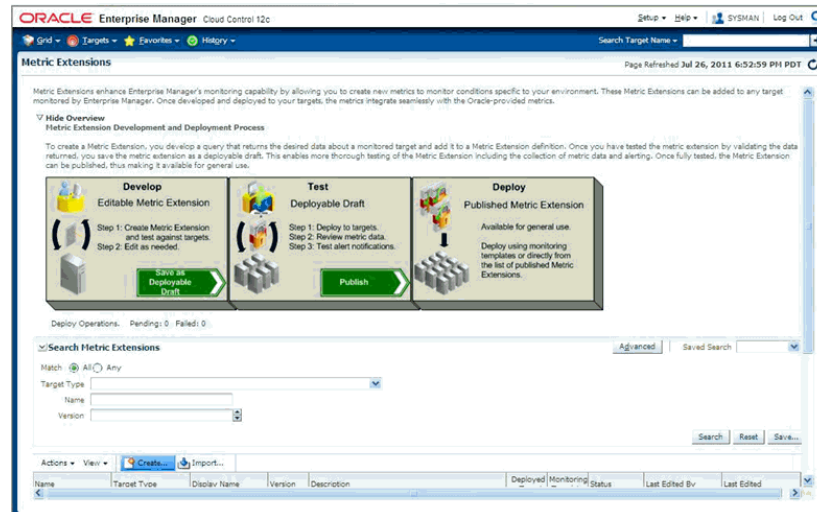 ORACLE Enterprise Manager Cloud Control 12c
Setup Help SYSMAN Log Out
Grid Targets Favorites History
Search Target Name
Metric Extensions
Page Refreshed Jul 26, 2011 6:52:59 PM PDT
Metric Extensions enhance Enterprise Manager's monitoring capability by allowing you to create new metrics to monitor conditions specific to your environment. These Metric Extensions can be added to any target
monitored by Enterprise Manager. Once developed and deployed to your targets, the metrics integrate seamlessly with the Oracle-provided metrics.
Hide Overview
Metric Extension Development and Deployment Process
To create a Metric Extension, you develop a query that returns the desired data about a monitored target and add it to a Metric Extension definition. Once you have tested the metric extension by validating the data
returned, you save the metric extension as a deployable draft. This enables more thorough testing of the Metric Extension including the collection of metric data and alerting. Once fully tested, the Metric Extension
can be published, thus making it available for general use.
Develop
Editable Metric Extension
Step 1: Create Metric Extension
and test against targets.
Step 2: Edit as needed.
Save as
Deployable
Draft
Test
Deployable Draft
Step 1: Deploy to targets.
Step 2: Review metric data.
Step 3: Test alert notifications.
Publish
Deploy
Published Metric Extension
Available for general use.
Deploy using monitoring
templates or directly from
the list of published Metric
Extensions.
Deploy Operations. Pending: 0 Failed: 0
Search Metric Extensions
Advanced
Saved Search
Match All Any
Target Type
Name
Version
Search Reset Save...
Actions View Create... Import...
Name Target Type Display Name Version Description Deployed Monitoring Status Last Edited By Last Edited